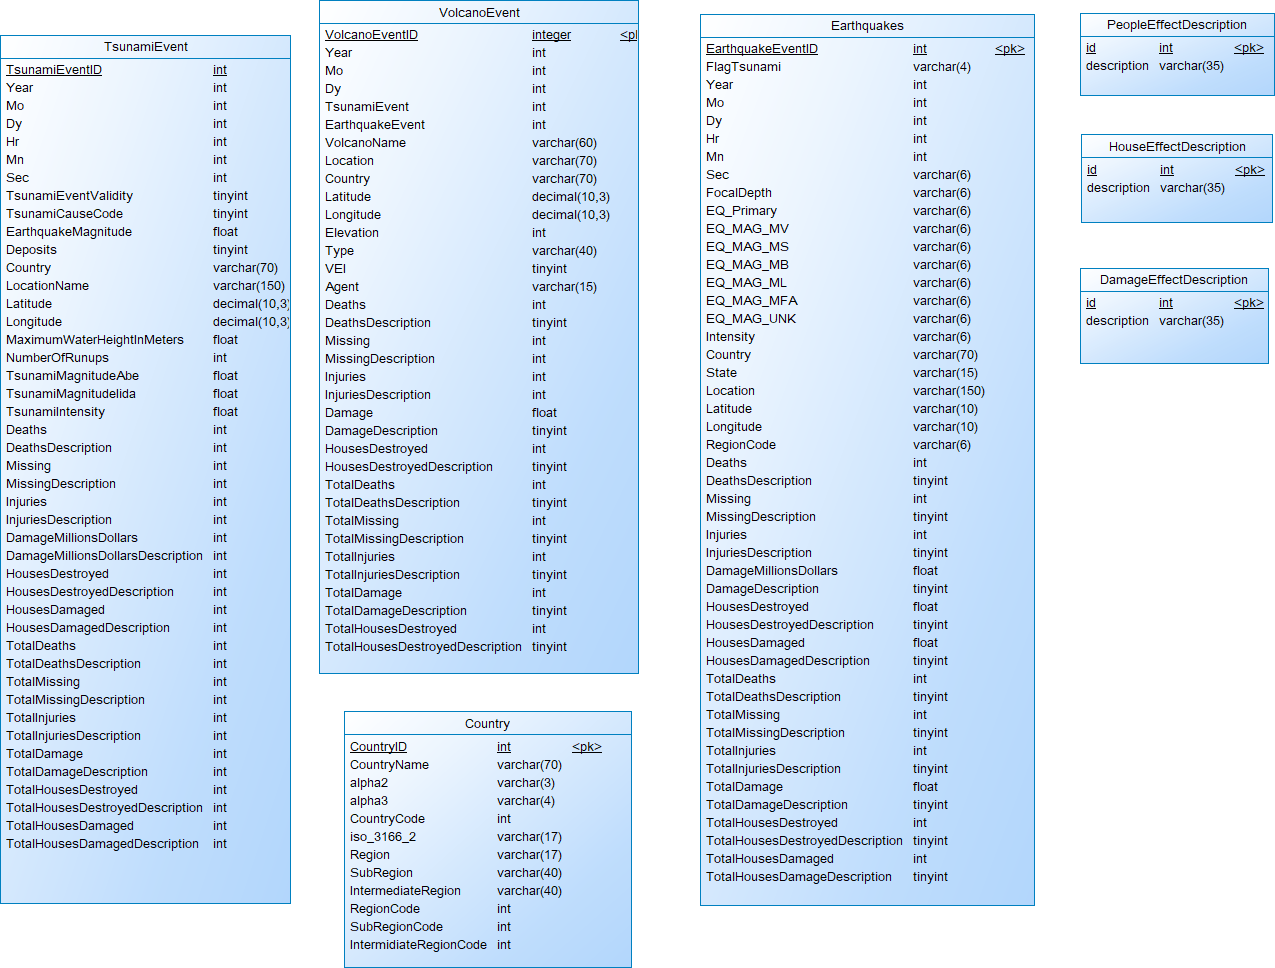 TsunamiEvent
TsunamiEventID int
Year int
Mo int
Dy int
Hr int
Mn int
Sec int
TsunamiEventValidity tinyint
TsunamiCauseCode tinyint
EarthquakeMagnitude float
Deposits tinyint
Country varchar(70)
LocationName varchar(150)
Latitude decimal(10,3)
Longitude decimal(10,3)
MaximumWaterHeightInMeters float
NumberOfRunups int
TsunamiMagnitudeAbe float
TsunamiMagnitudeIida float
TsunamiIntensity float
Deaths int
DeathsDescription int
Missing int
MissingDescription int
Injuries int
InjuriesDescription int
DamageMillionsDollars int
DamageMillionsDollarsDescription int
HousesDestroyed int
HousesDestroyedDescription int
HousesDamaged int
HousesDamagedDescription int
TotalDeaths int
TotalDeathsDescription int
TotalMissing int
TotalMissingDescription int
TotalInjuries int
TotalInjuriesDescription int
TotalDamage int
TotalDamageDescription int
TotalHousesDestroyed int
TotalHousesDestroyedDescription int
TotalHousesDamaged int
TotalHousesDamagedDescription int
VolcanoEvent
VolcanoEventID integer <pl
Year int
Mo int
Dy int
TsunamiEvent int
EarthquakeEvent int
VolcanoName varchar(60)
Location varchar(70)
Country varchar(70)
Latitude decimal(10,3)
Longitude decimal(10,3)
Elevation int
Type varchar(40)
VEI tinyint
Agent varchar(15)
Deaths int
DeathsDescription tinyint
Missing int
MissingDescription tinyint
Injuries int
InjuriesDescription int
Damage float
DamageDescription tinyint
HousesDestroyed int
HousesDestroyedDescription tinyint
TotalDeaths int
TotalDeathsDescription tinyint
TotalMissing int
TotalMissingDescription tinyint
TotalInjuries int
TotalInjuriesDescription tinyint
TotalDamage int
TotalDamageDescription tinyint
TotalHousesDestroyed int
TotalHousesDestroyedDescription tinyint
Country
CountryID int <pk>
CountryName varchar(70)
alpha2 varchar(3)
alpha3 varchar(4)
CountryCode int
iso_3166_2 varchar(17)
Region varchar(17)
SubRegion varchar(40)
IntermediateRegion varchar(40)
RegionCode int
SubRegionCode int
IntermidiateRegionCode int
Earthquakes
EarthquakeEventID int <pk>
FlagTsunami varchar(4)
Year int
Mo int
Dy int
Hr int
Mn int
Sec varchar(6)
FocalDepth varchar(6)
EQ_Primary varchar(6)
EQ_MAG_MV varchar(6)
EQ_MAG_MS varchar(6)
EQ_MAG_MB varchar(6)
EQ_MAG_ML varchar(6)
EQ_MAG_MFA varchar(6)
EQ_MAG_UNK varchar(6)
Intensity varchar(6)
Country varchar(70)
State varchar(15)
Location varchar(150)
Latitude varchar(10)
Longitude varchar(10)
RegionCode varchar(6)
Deaths int
DeathsDescription tinyint
Missing int
MissingDescription tinyint
Injuries int
InjuriesDescription tinyint
DamageMillionsDollars float
DamageDescription tinyint
HousesDestroyed float
HousesDestroyedDescription tinyint
HousesDamaged float
HousesDamagedDescription tinyint
TotalDeaths int
TotalDeathsDescription tinyint
TotalMissing int
TotalMissingDescription tinyint
TotalInjuries int
TotalInjuriesDescription tinyint
TotalDamage float
TotalDamageDescription tinyint
TotalHousesDestroyed int
TotalHousesDestroyedDescription tinyint
TotalHousesDamaged int
TotalHousesDamageDescription tinyint
PeopleEffectDescription
id int <pk>
description varchar(35)
HouseEffectDescription
id int <pk>
description varchar(35)
DamageEffectDescription
id int <pk>
description varchar(35)